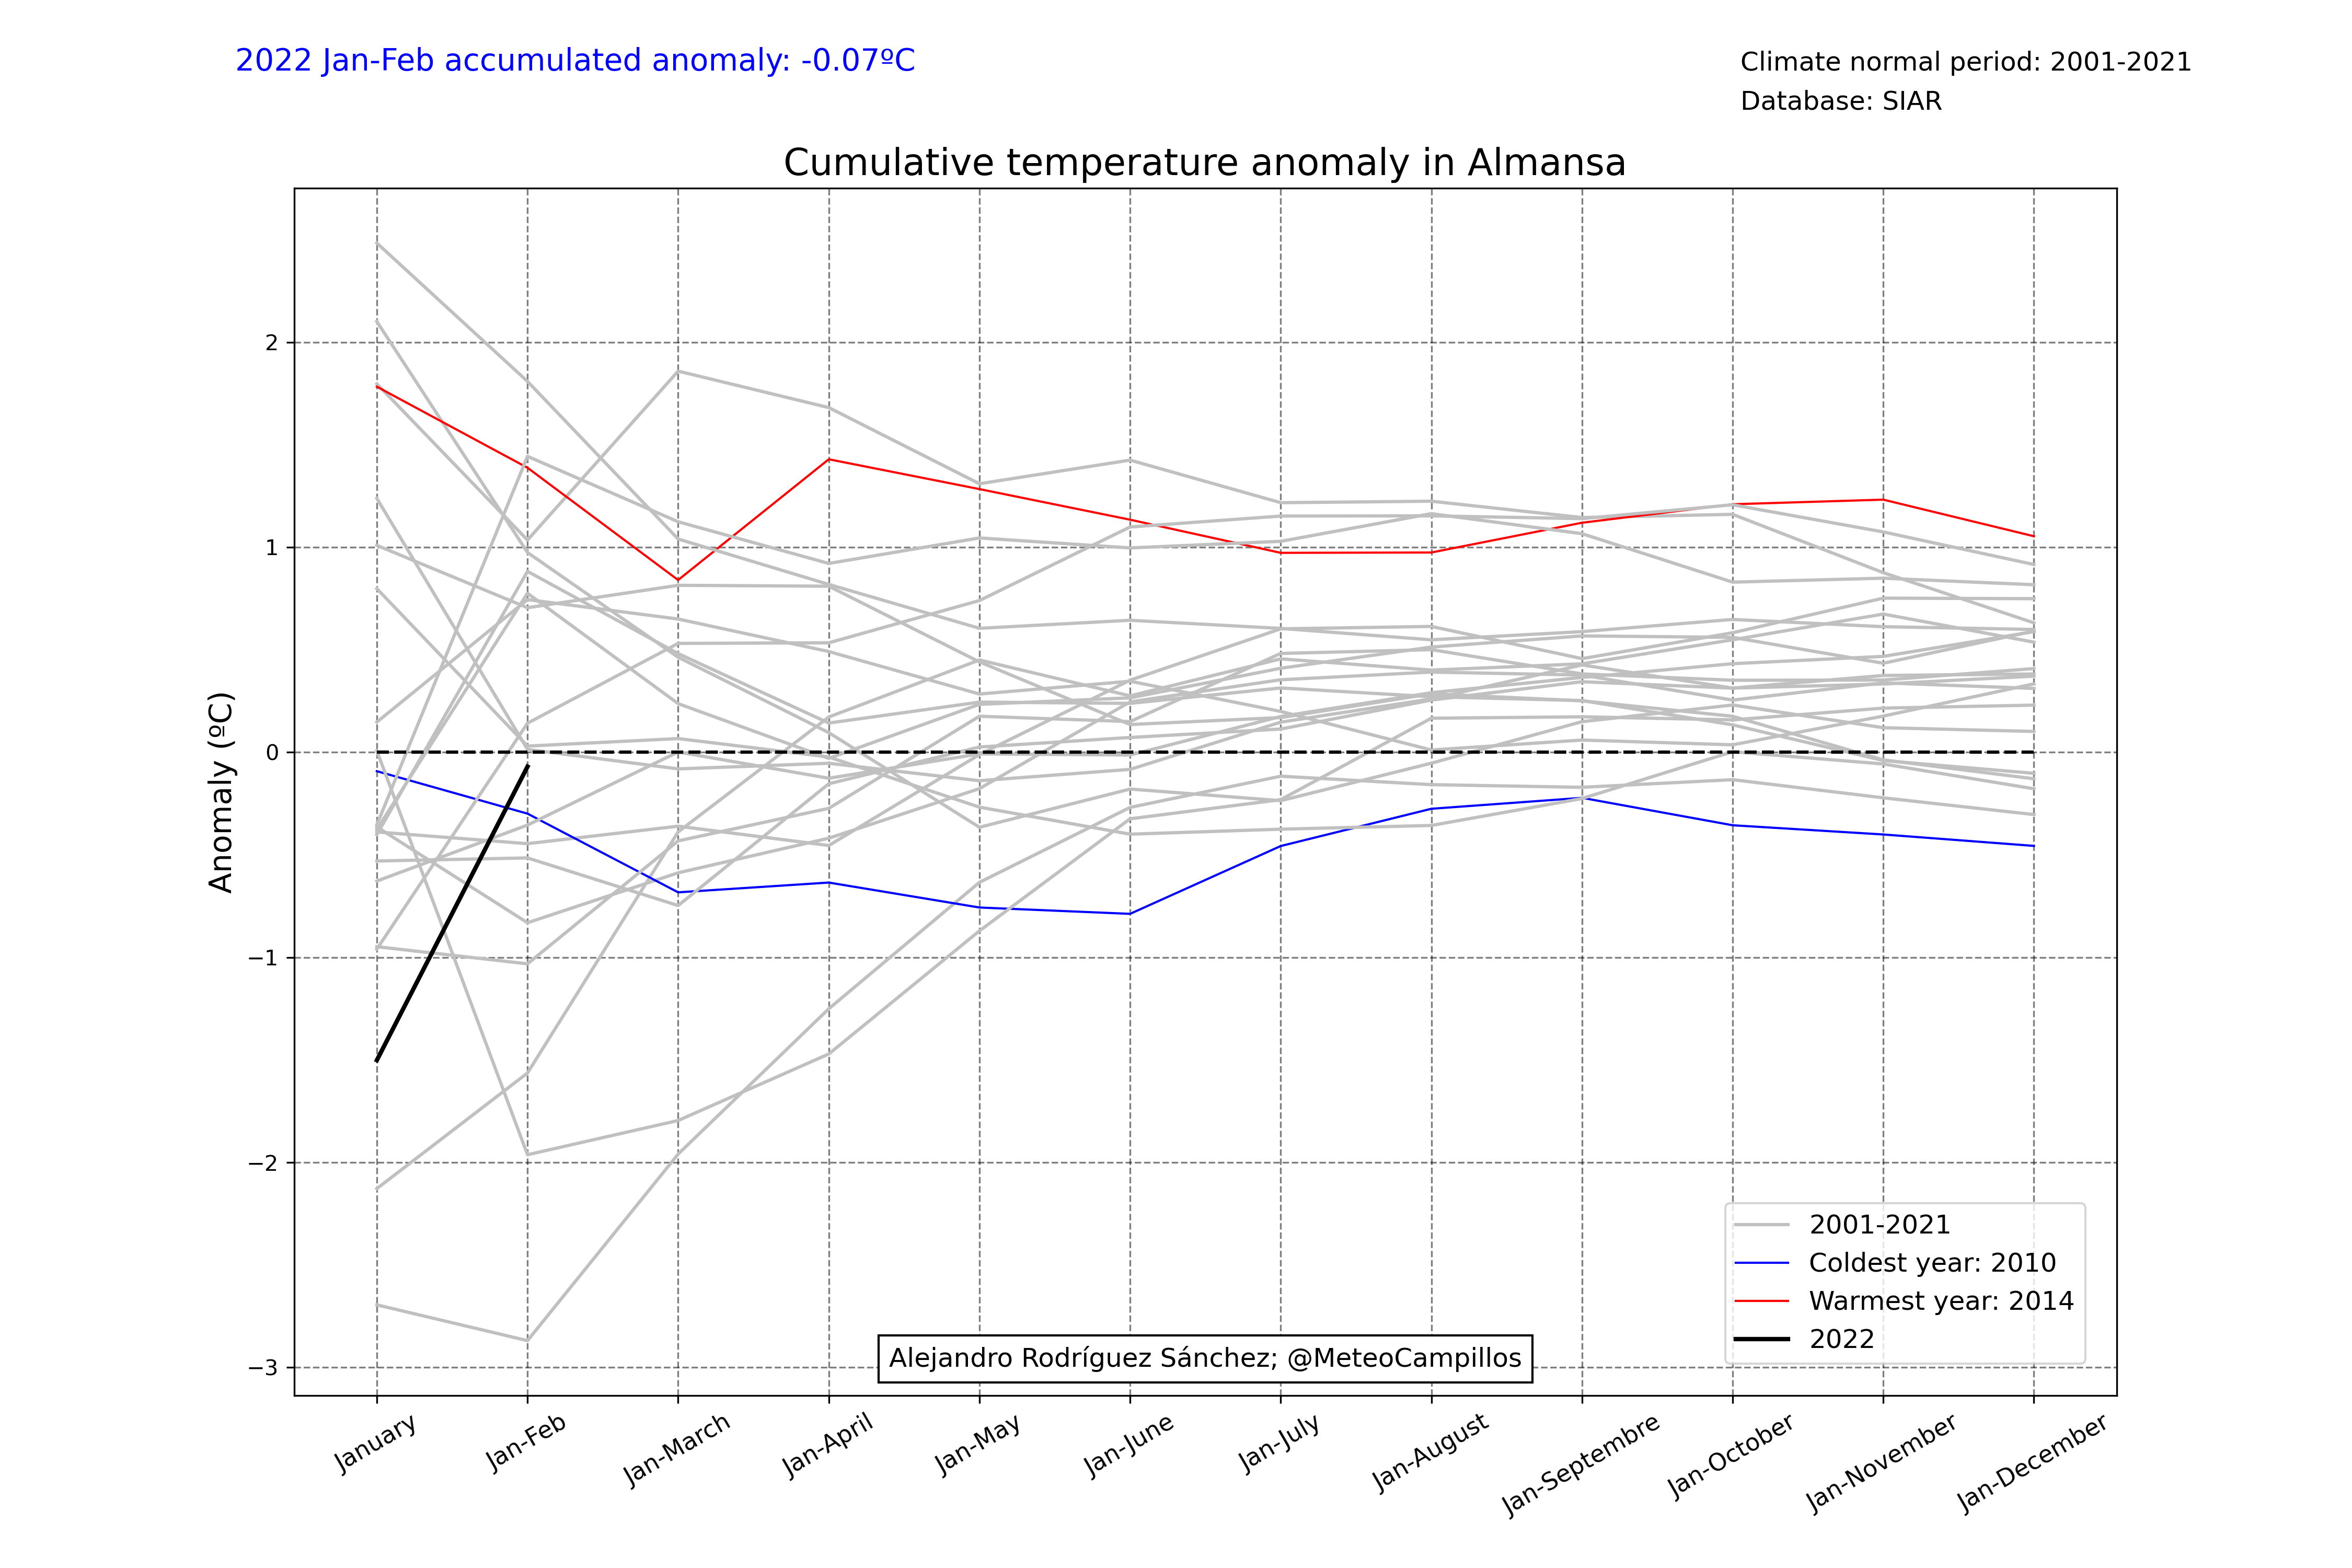 2022 Jan-Feb accumulated anomaly: -0.07ºC
Climate normal period: 2001-2021
Database: SIAR
Cumulative temperature anomaly in Almansa
Anomaly (ºC)
2
1
0
−1
−2
−3
2001-2021
Coldest year: 2010
Warmest year: 2014
2022
Alejandro Rodríguez Sánchez; @MeteoCampillos
January
Jan-Feb
Jan-March
Jan-April
Jan-May
Jan-June
Jan-July
Jan-August
Jan-Septembre
Jan-October
Jan-November
Jan-December